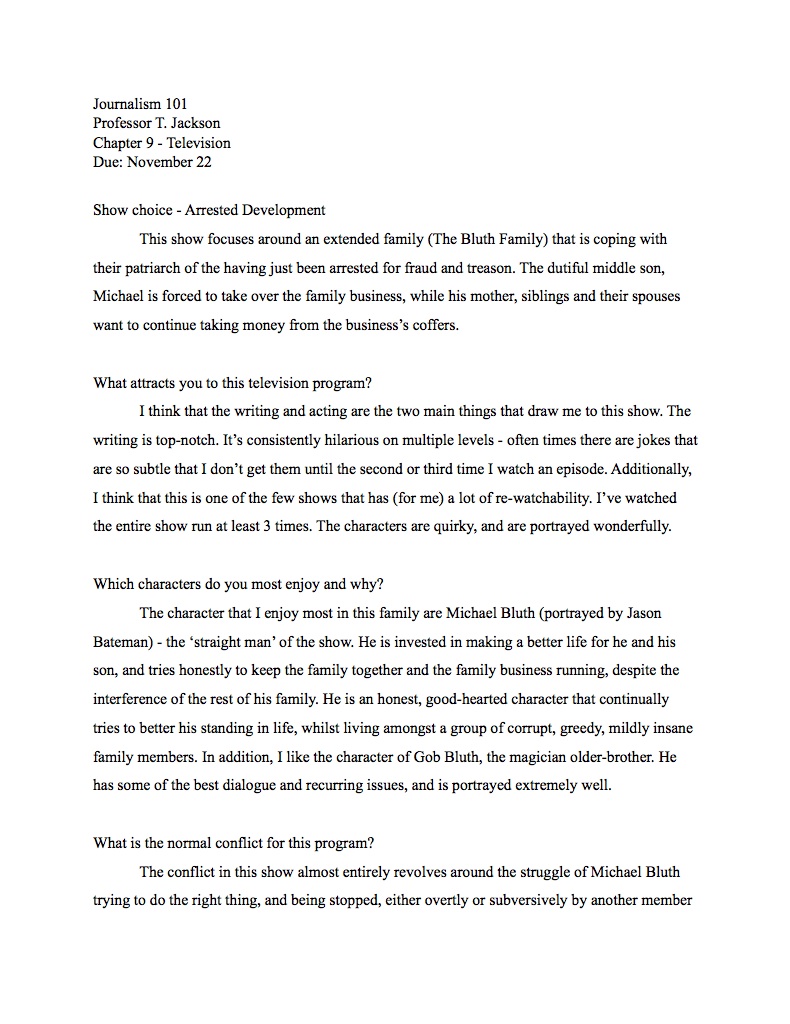 Journalism 101
Professor T. Jackson
Chapter 9 - Television
Due: November 22
Show choice - Arrested Development
This show focuses around an extended family (The Bluth Family) that is coping with
their patriarch of the having just been arrested for fraud and treason. The dutiful middle son,
Michael is forced to take over the family business, while his mother, siblings and their spouses
want to continue taking money from the business’s coffers.
What attracts you to this television program?
I think that the writing and acting are the two main things that draw me to this show. The
writing is top-notch. It’s consistently hilarious on multiple levels - often times there are jokes that
are so subtle that I don’t get them until the second or third time I watch an episode. Additionally,
I think that this is one of the few shows that has (for me) a lot of re-watchability. I’ve watched
the entire show run at least 3 times. The characters are quirky, and are portrayed wonderfully.
Which characters do you most enjoy and why?
The character that I enjoy most in this family are Michael Bluth (portrayed by Jason
Bateman) - the ‘straight man’ of the show. He is invested in making a better life for he and his
son, and tries honestly to keep the family together and the family business running, despite the
interference of the rest of his family. He is an honest, good-hearted character that continually
tries to better his standing in life, whilst living amongst a group of corrupt, greedy, mildly insane
family members. In addition, I like the character of Gob Bluth, the magician older-brother. He
has some of the best dialogue and recurring issues, and is portrayed extremely well.
What is the normal conflict for this program?
The conflict in this show almost entirely revolves around the struggle of Michael Bluth
trying to do the right thing, and being stopped, either overtly or subversively by another member